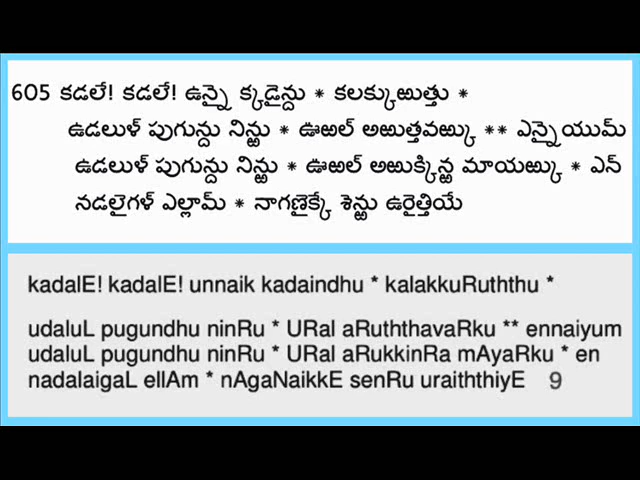 605 కడలే! కడలే! ఉన్నై క్కడైన్దు * కలక్కుఱుత్తు *
ఉడలుళ్ పుగున్దు నిన్ఱు * ఊఱల్ అఱుత్తవఱ్కు ** ఎన్నైయుమ్
ఉడలుళ్ పుగున్దు నిన్ఱు * ఊఱల్ అఱుక్కిన్ఱ మాయఱ్కు * ఎన్
నడలైగళ్ ఎల్లామ్ * నాగణైక్కే శెన్ఱు ఉరైత్తియే
kadalE! kadalE! unnaik kadaindhu * kalakkuRuththu *
udaluL pugundhu ninRu * URal aRuththavaRku ** ennaiyum
udaluL pugundhu ninRu * URal aRukkinRa mAyaRku * en
nadalaigaL ellAm * nAgaNaikkE senRu uraiththiyE 9